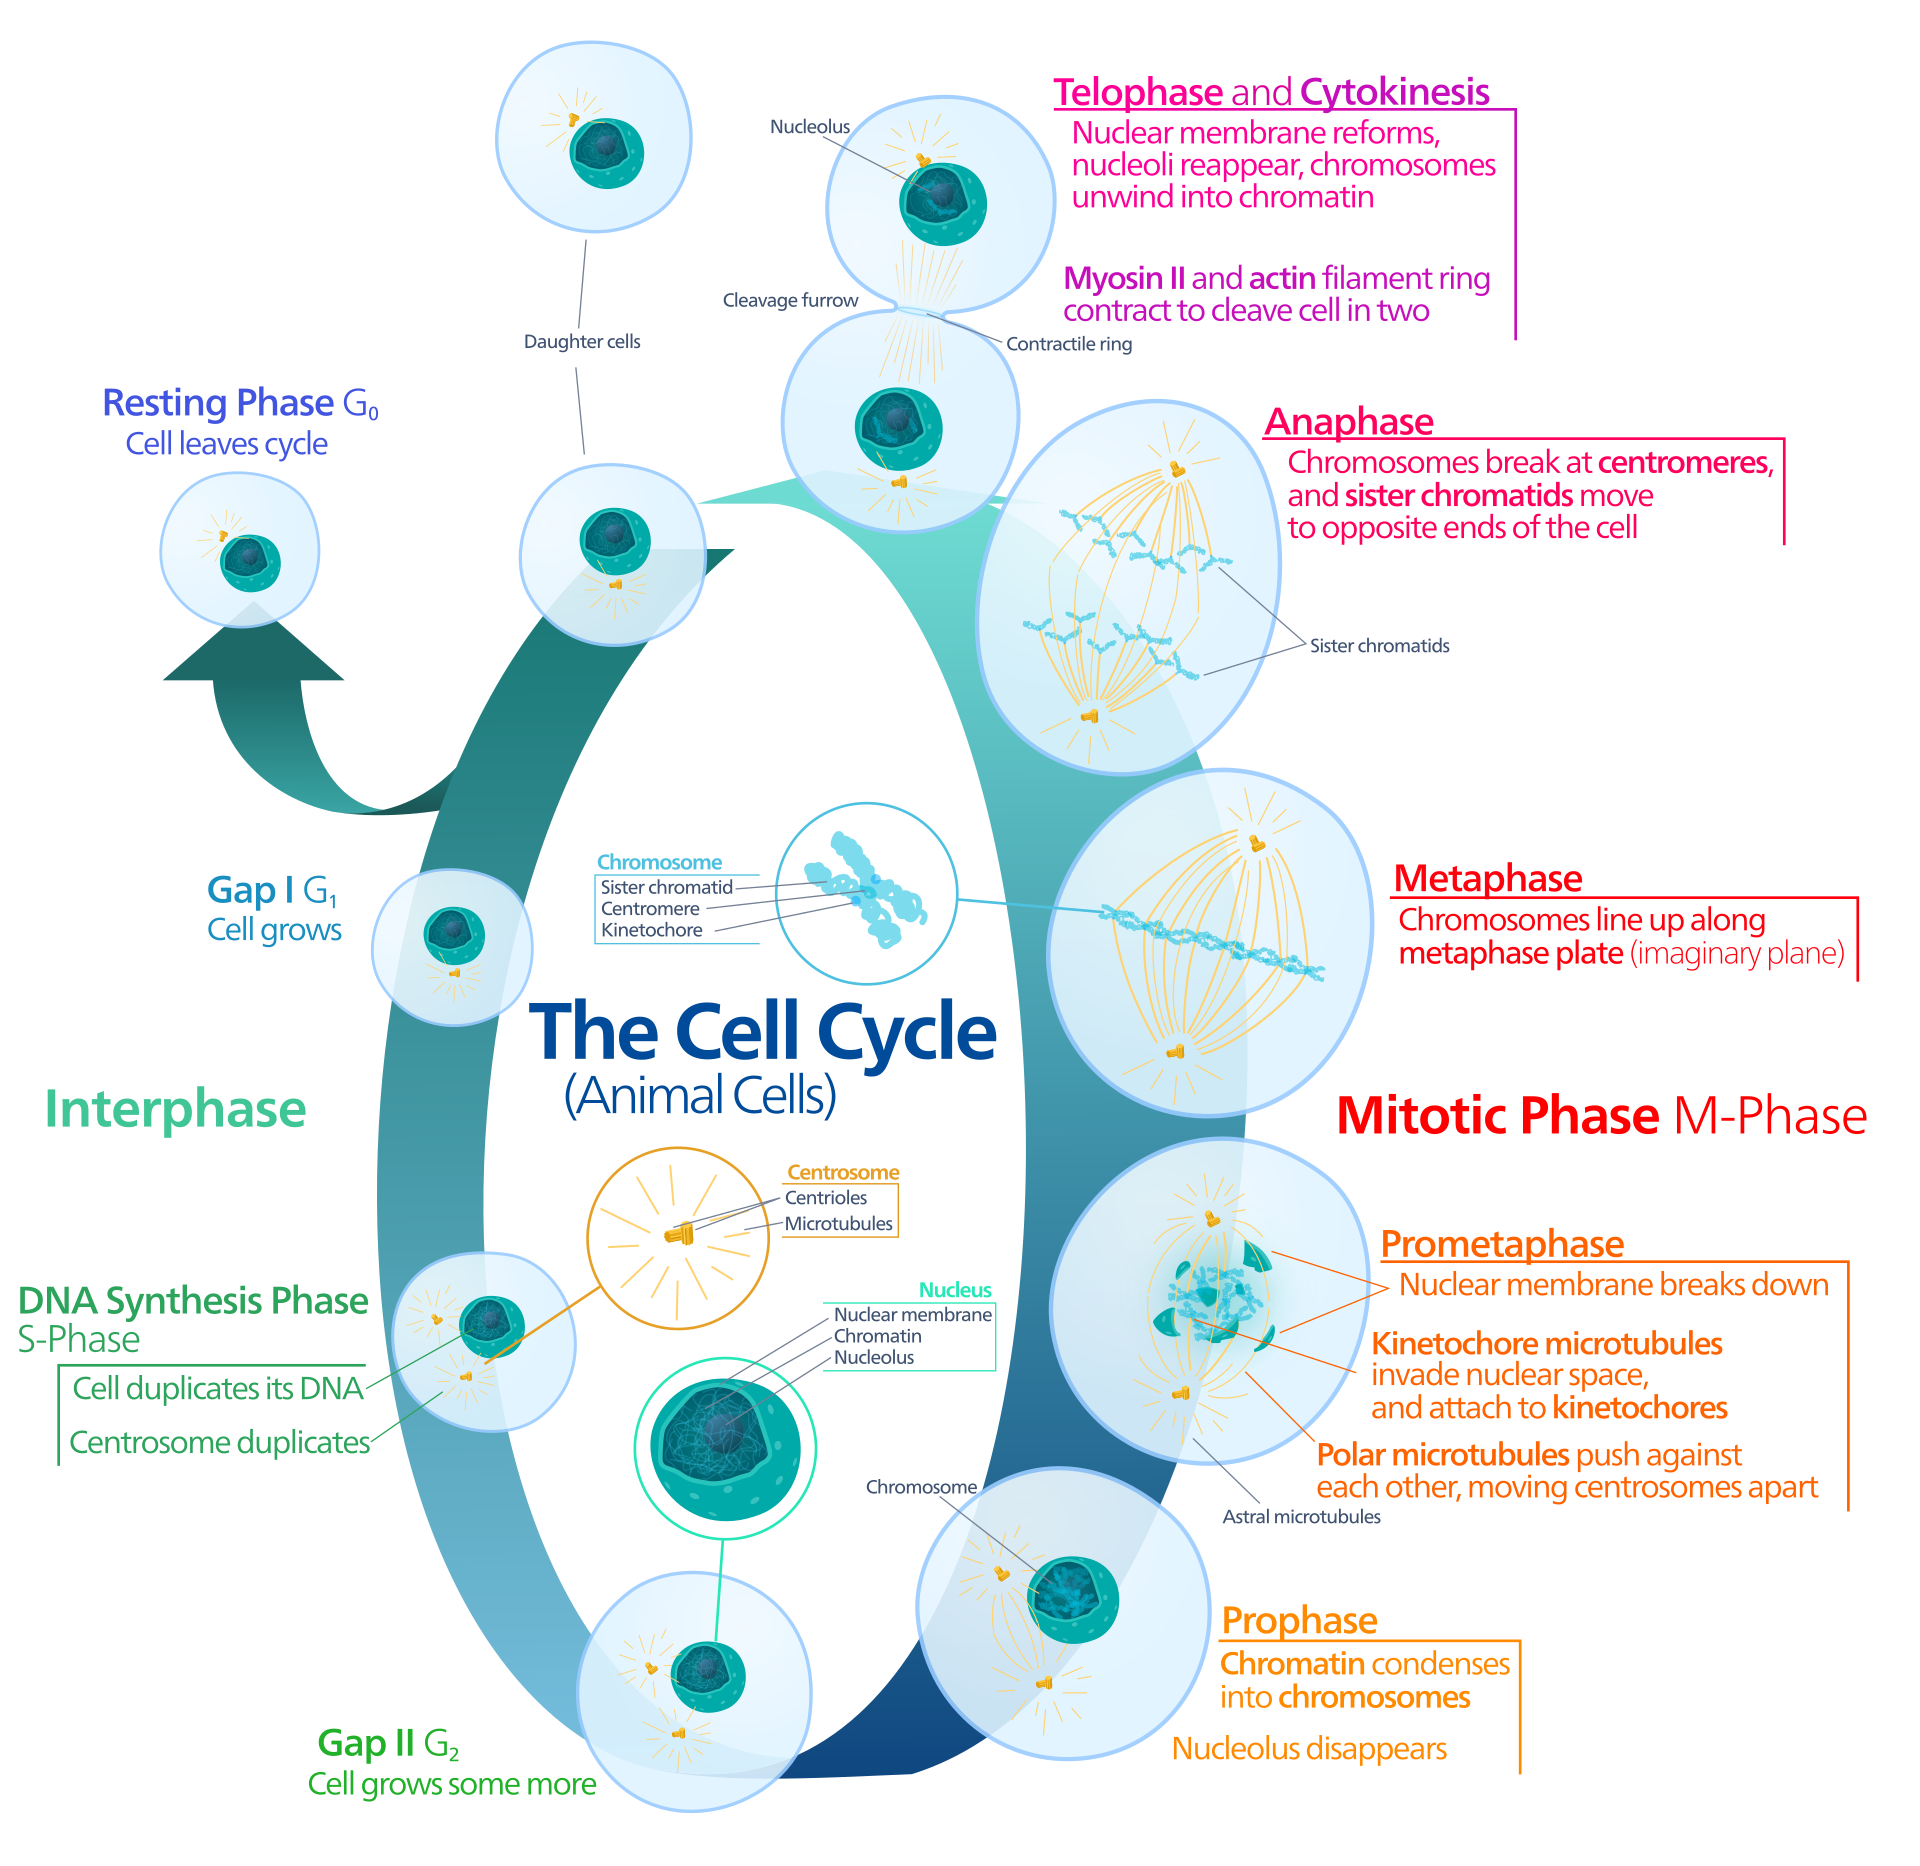 Telophase and Cytokinesis
Nuclear membrane reforms,
nucleoli reappear, chromosomes
unwind into chromatin
Myosin II and actin filament ring
contract to cleave cell in two
Nucleolus
Cleavage furrow
Contractile ring
Daughter cells
Resting Phase G₀
Cell leaves cycle
Anaphase
Chromosomes break at centromeres,
and sister chromatids move
to opposite ends of the cell
Sister chromatids
Gap I G₁
Cell grows
Chromosome
Sister chromatid
Centromere
Kinetochore
Metaphase
Chromosomes line up along
metaphase plate (imaginary plane)
The Cell Cycle
(Animal Cells)
Interphase
Mitotic Phase M-Phase
Centrosome
Centrioles
Microtubules
DNA Synthesis Phase
S-Phase
Cell duplicates its DNA
Centrosome duplicates
Nucleus
Nuclear membrane
Chromatin
Nucleolus
Prometaphase
Nuclear membrane breaks down
Kinetochore microtubules
invade nuclear space,
and attach to kinetochores
Polar microtubules push against
each other, moving centrosomes apart
Astral microtubules
Chromosome
Prophase
Chromatin condenses
into chromosomes
Nucleolus disappears
Gap II G₂
Cell grows some more